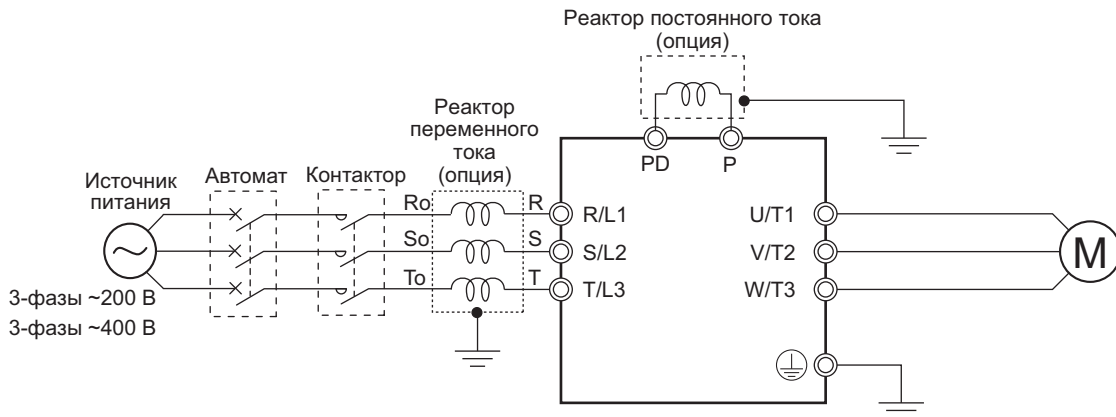 Реактор постоянного тока
(опция)
Реактор
переменного
тока
(опция)
Источник
питания
Автомат
Контактор
PD
P
Ro
R
R/L1
U/T1
So
S
S/L2
V/T2
M
To
T
T/L3
W/T3
3-фазы ~200 В
3-фазы ~400 В